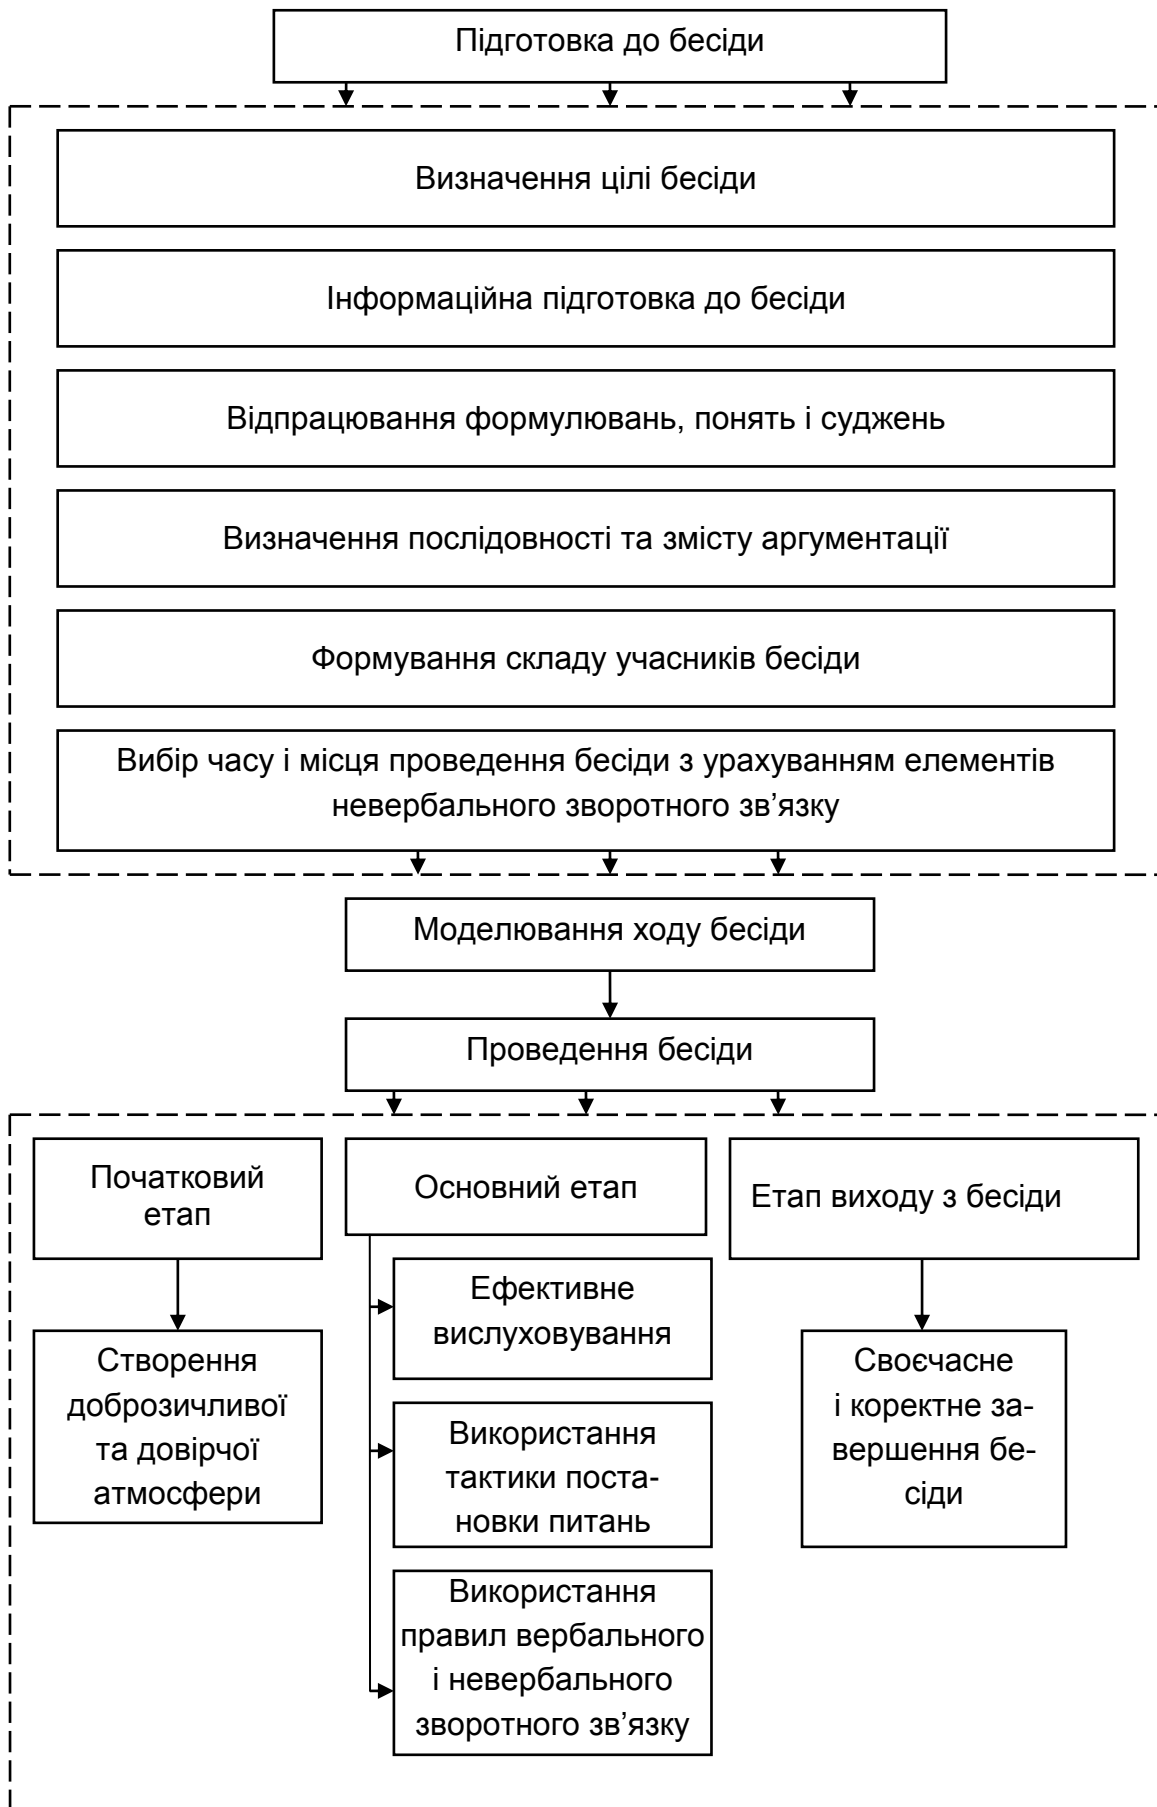 Підготовка до бесіди
Визначення цілі бесіди
Інформаційна підготовка до бесіди
Відпрацювання формулювань, понять і суджень
Визначення послідовності та змісту аргументації
Формування складу учасників бесіди
Вибір часу і місця проведення бесіди з урахуванням елементів
невербального зворотного зв’язку
Моделювання ходу бесіди
Проведення бесіди
Початковий
етап
Створення
доброзичливої
та довірчої
атмосфери
Основний етап
Ефективне
вислуховування
Використання
тактики поста-
новки питань
Використання
правил вербального
і невербального
зворотного зв’язку
Етап виходу з бесіди
Своєчасне
і коректне за-
вершення бе-
сіди